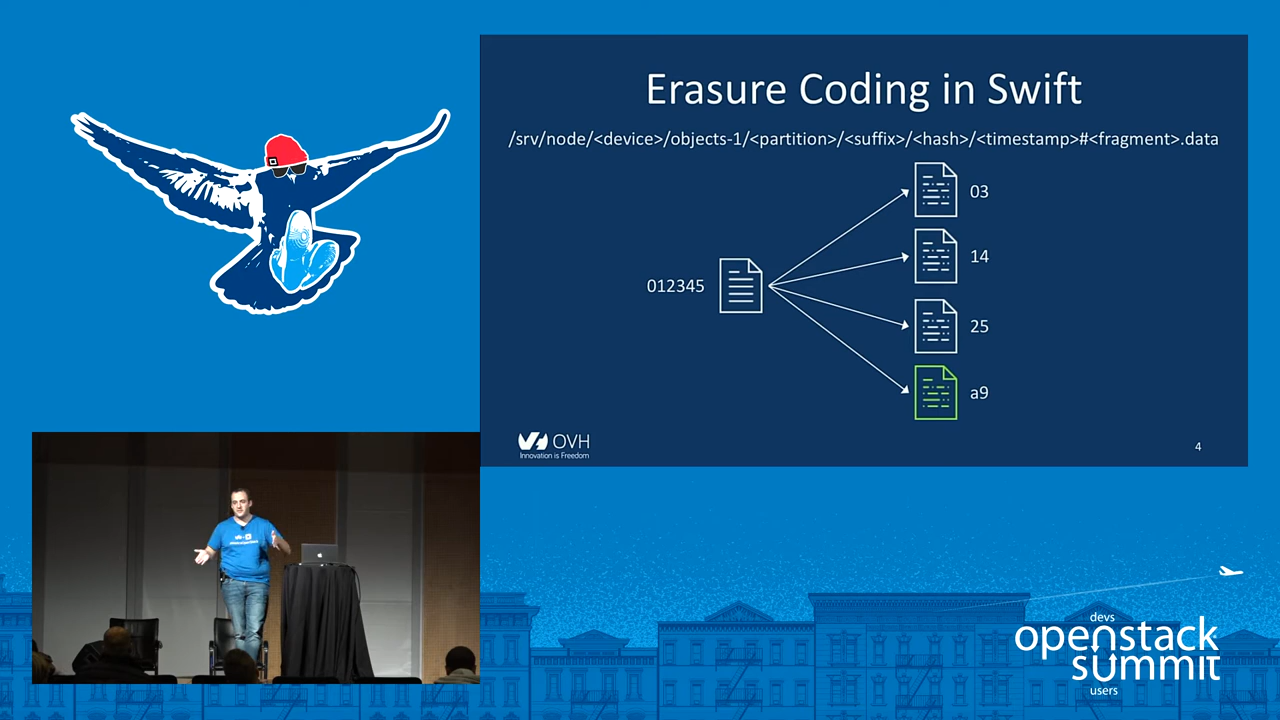 Erasure Coding in Swift
/srv/node/<device>/objects-1/<partition>/<suffix>/<hash>/<timestamp>#<fragment>.data
03
14
012345
25
a9
OVH
Innovation is Freedom
4
devs
openstack
summit
users